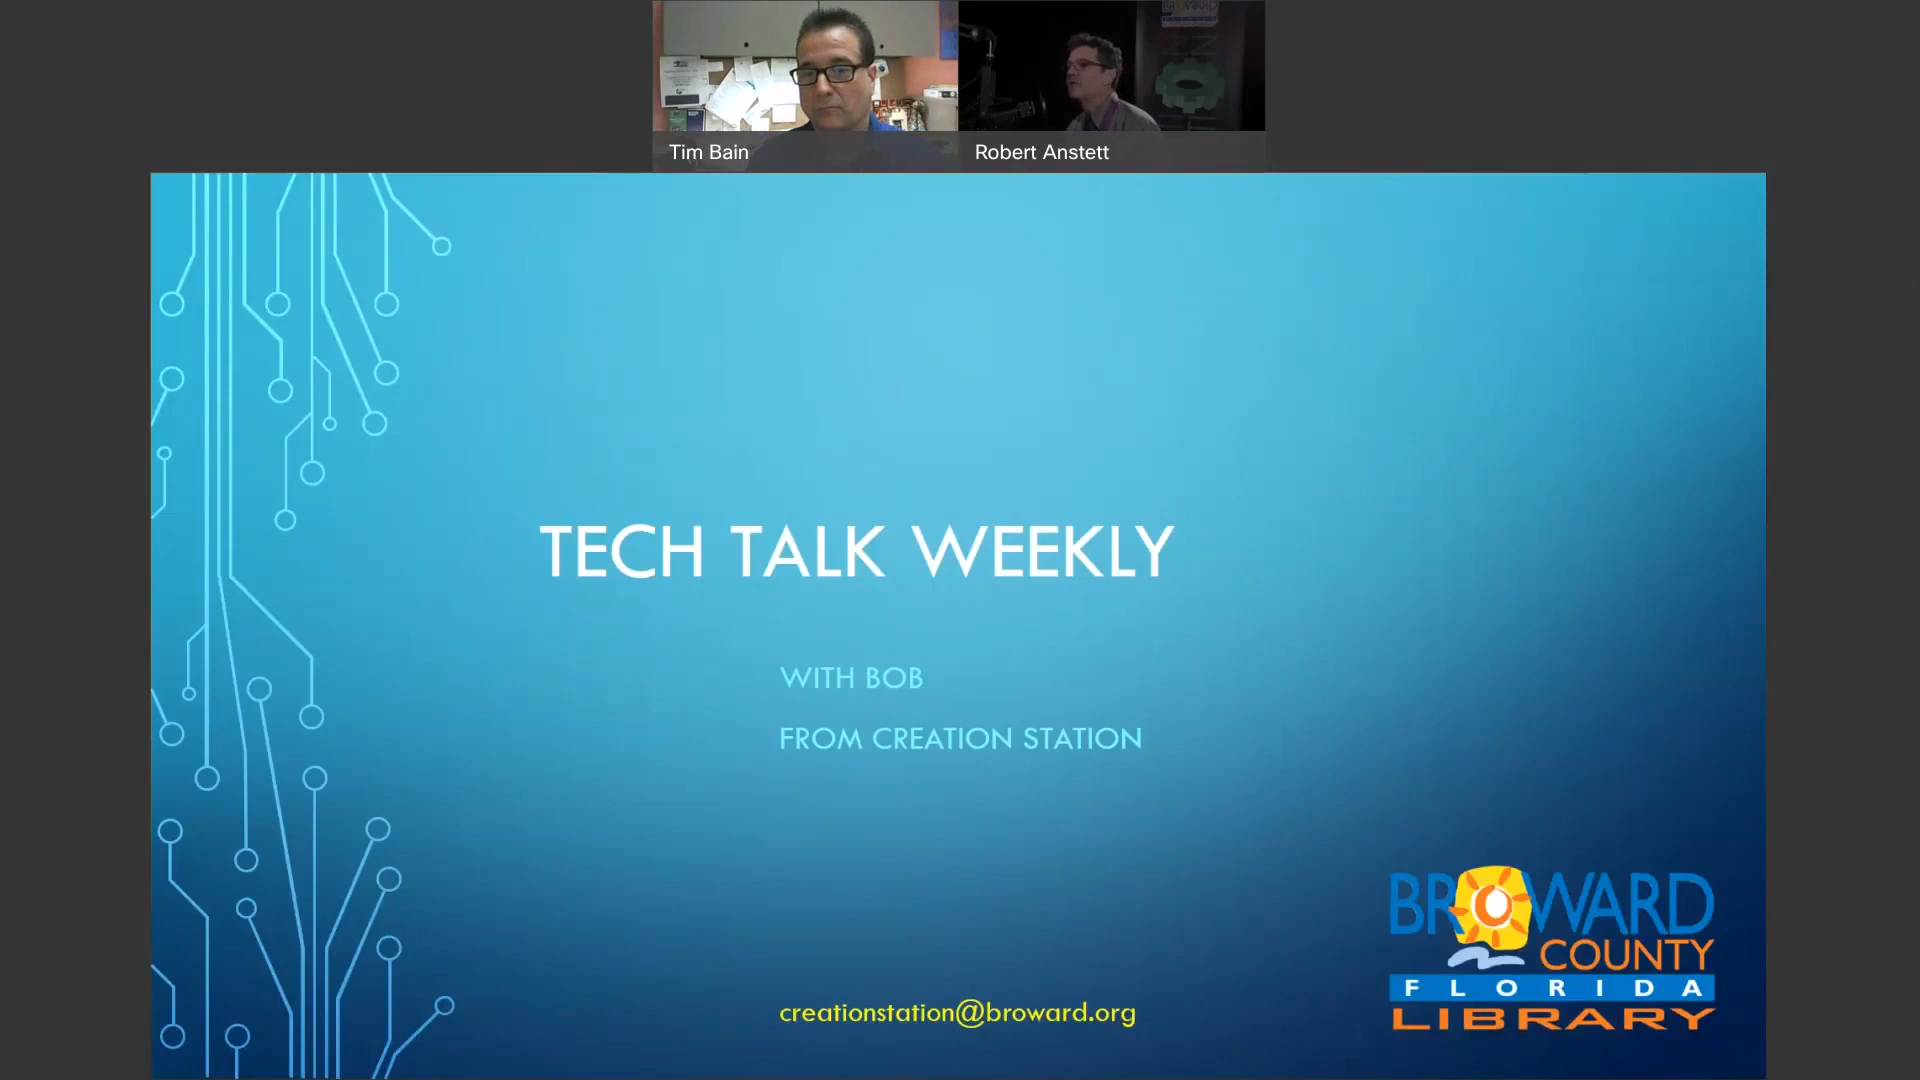 BROWARD
Tim Bain
Robert Anstett
TECH TALK WEEKLY
WITH BOB
FROM CREATION STATION
creationstation@broward.org
BROWARD
COUNTY
FLORIDA
LIBRARY